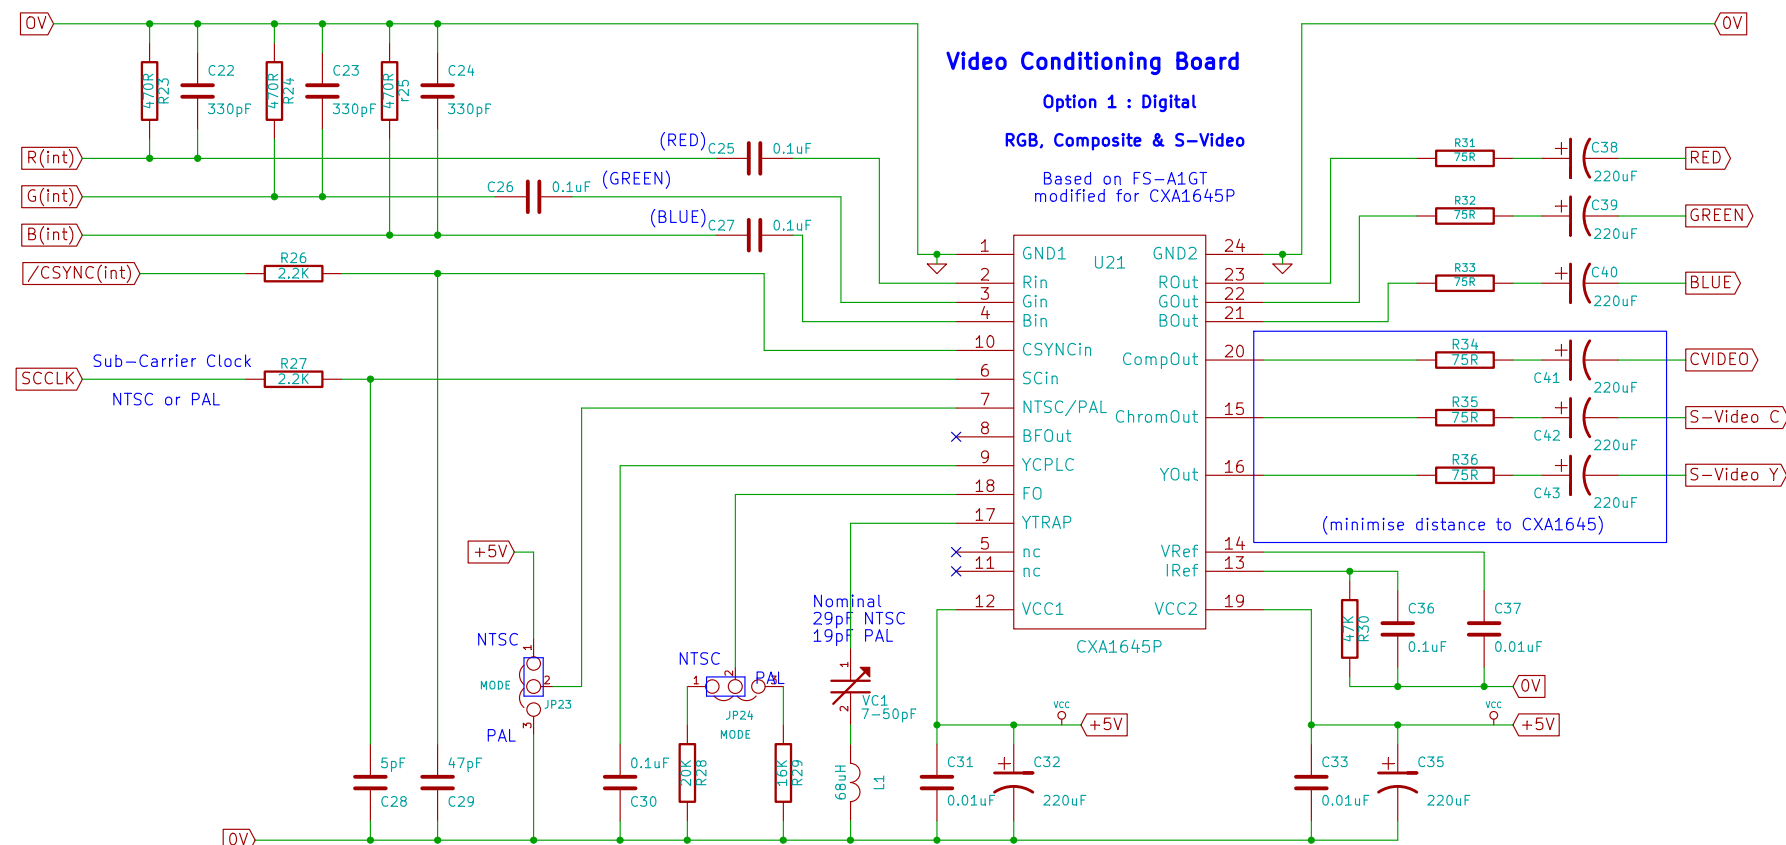 0V
0V
Video Conditioning Board
Option 1 : Digital
RGB, Composite & S-Video
Based on FS-A1GT
modified for CXA1645P
470R
R23
C22
330pF
470R
R24
C23
330pF
470R
r25
C24
330pF
R(int)
(RED)
C25
0.1uF
G(int)
C26
0.1uF
(GREEN)
B(int)
(BLUE)
C27
0.1uF
/CSYNC(int)
R26
2.2K
Sub-Carrier Clock
SCCLK
R27
2.2K
NTSC or PAL
U21
1 GND1
2 Rin
3 Gin
4 Bin
10 CSYNCin
6 SCin
7 NTSC/PAL
8 BFOut
9 YCPLC
18 FO
17 YTRAP
5 nc
11 nc
12 VCC1
GND2 24
ROut 23
GOut 22
BOut 21
CompOut 20
ChromOut 15
YOut 16
VRef 14
IRef 13
VCC2 19
CXA1645P
R31
75R
C38
220uF
RED
R32
75R
C39
220uF
GREEN
R33
75R
C40
220uF
BLUE
R34
75R
C41
220uF
CVIDEO
R35
75R
C42
220uF
S-Video C
R36
75R
C43
220uF
S-Video Y
(minimise distance to CXA1645)
+5V
NTSC
1
MODE
2
JP23
3
PAL
NTSC
1
2
3
PAL
JP24
MODE
Nominal
29pF NTSC
19pF PAL
1
VC1
7-50pF
2
47K
R30
C36
0.1uF
C37
0.01uF
0V
VCC
+5V
VCC
+5V
5pF
C28
47pF
C29
0.1uF
C30
20K
R28
16K
R29
68uH
L1
C31
0.01uF
C32
220uF
C33
0.01uF
C35
220uF
0V